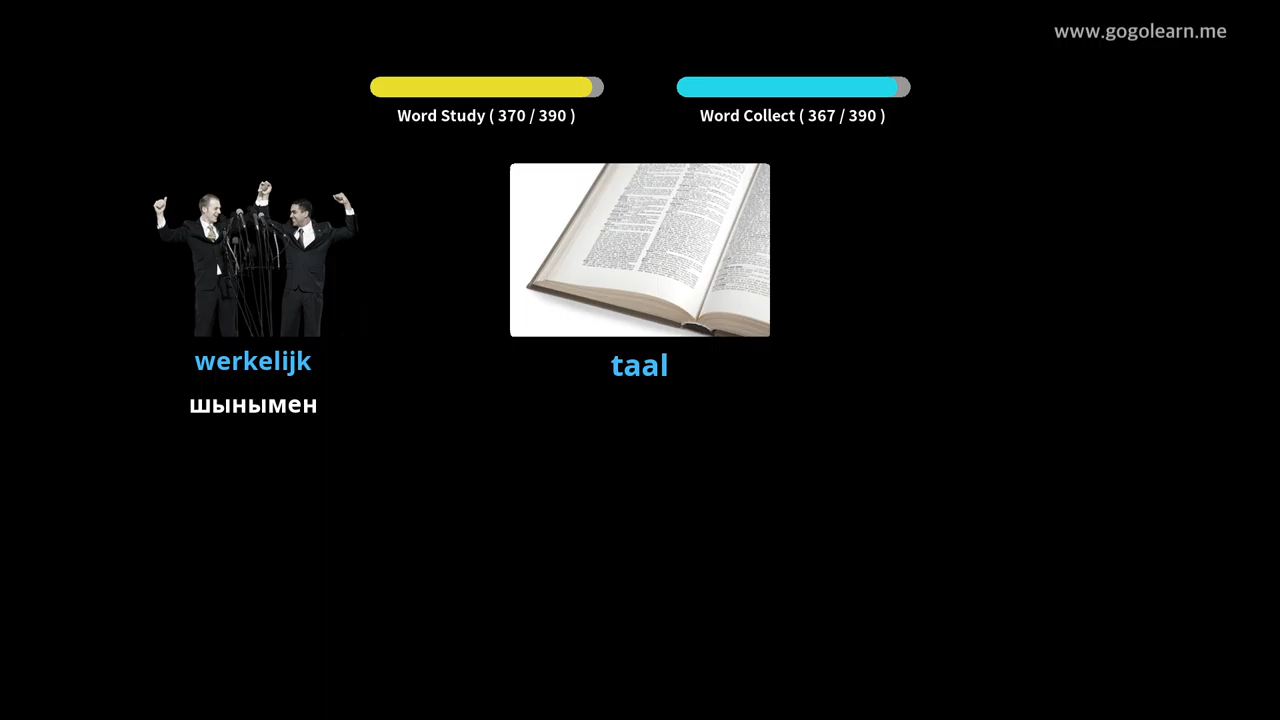 www.gogolearn.me
Word Study ( 370 / 390 )
Word Collect ( 367 / 390 )
werkelijk
шынымен
taal